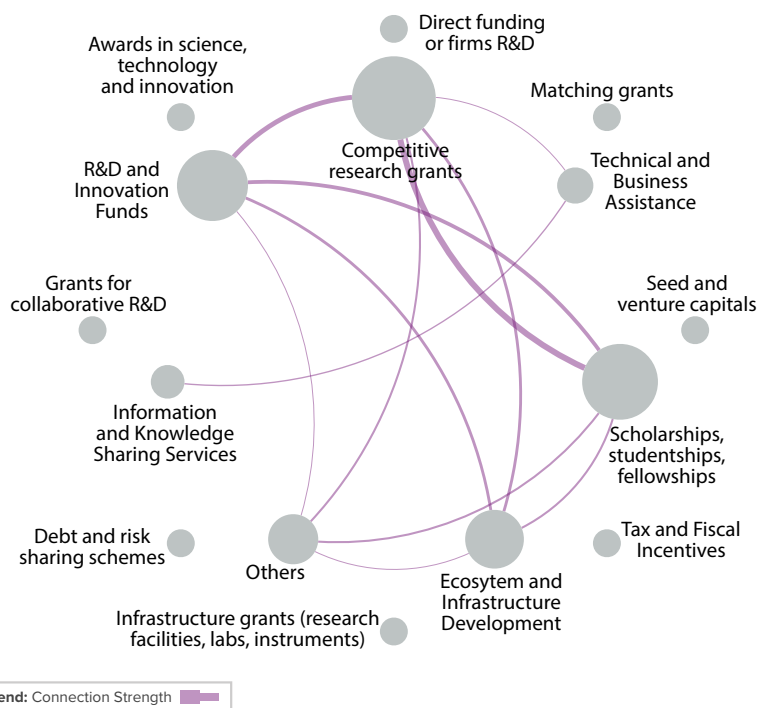 Direct funding
or firms R&D
Awards in science,
technology
and innovation
Matching grants
Competitive
research grants
Technical and
Business
Assistance
R&D and
Innovation
Funds
Grants for
collaborative R&D
Seed and
venture capitals
Information
and Knowledge
Sharing Services
Scholarships,
studentships,
fellowships
Debt and risk
sharing schemes
Others
Tax and Fiscal
Incentives
Ecosytem and
Infrastructure
Development
Infrastructure grants (research
facilities, labs, instruments)
end: Connection Strength